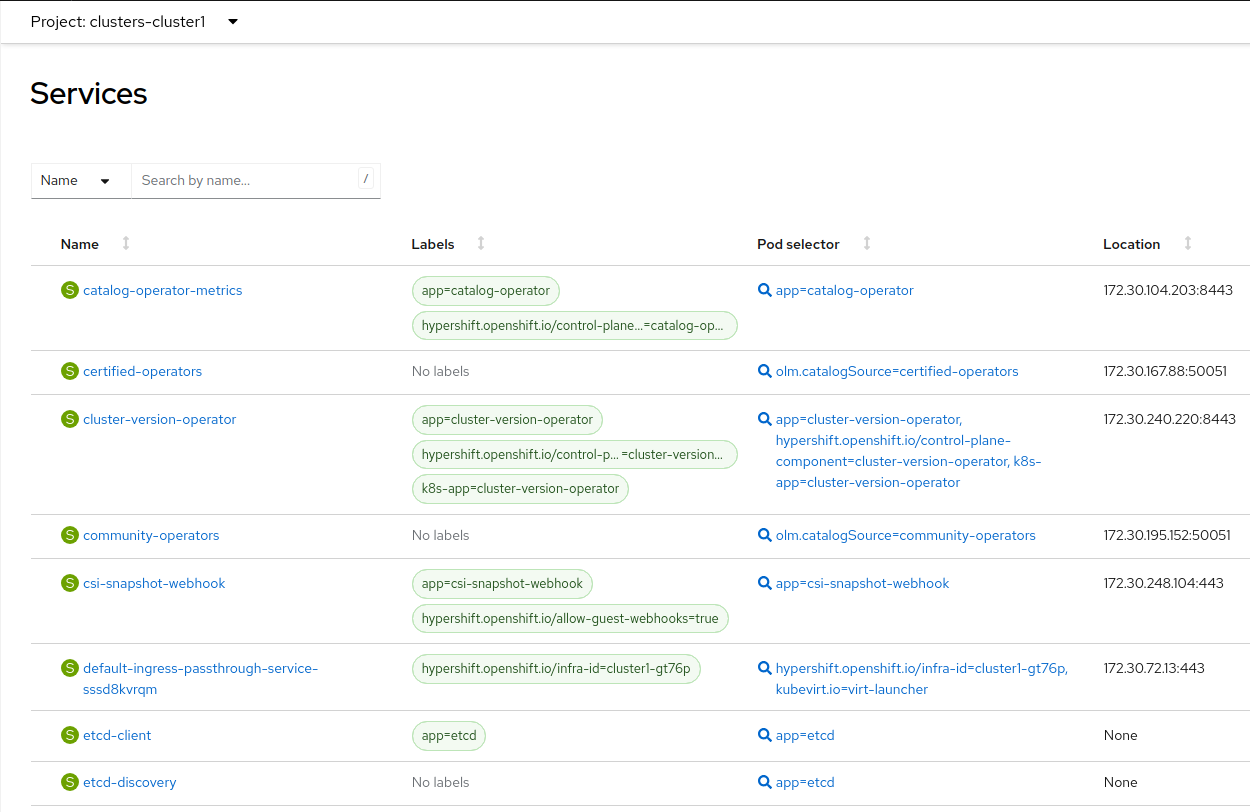 Project: clusters-cluster1
Services
Name Search by name... /
Name Labels Pod selector Location
S catalog-operator-metrics app=catalog-operator app=catalog-operator 172.30.104.203:8443
hypershift.openshift.io/control-plane...=catalog-op...
S certified-operators No labels olm.catalogSource=certified-operators 172.30.167.88:50051
S cluster-version-operator app=cluster-version-operator app=cluster-version-operator, 172.30.240.220:8443
hypershift.openshift.io/control-plane-
hypershift.openshift.io/control-p... =cluster-version...
component=cluster-version-operator, k8s-
k8s-app=cluster-version-operator app=cluster-version-operator
S community-operators No labels olm.catalogSource=community-operators 172.30.195.152:50051
S csi-snapshot-webhook app=csi-snapshot-webhook app=csi-snapshot-webhook 172.30.248.104:443
hypershift.openshift.io/allow-guest-webhooks=true
S default-ingress-passthrough-service- hypershift.openshift.io/infra-id=cluster1-gt76p hypershift.openshift.io/infra-id=cluster1-gt76p, 172.30.72.13:443
sssd8kvrqm kubevirt.io=virt-launcher
S etcd-client app=etcd app=etcd None
S etcd-discovery No labels app=etcd None